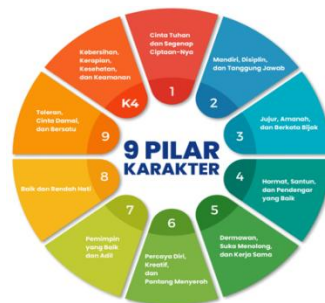 Cinta Tuhan
dan Segenap
Ciptaan-Nya
1
Mandiri, Disiplin,
dan Tanggung Jawab
2
Jujur, Amanah,
dan Berkata Bijak
3
Hormat, Santun,
dan Pendengar
yang Baik
4
Dermawan,
Suka Menolong,
dan Kerja Sama
5
Percaya Diri,
Kreatif,
dan
Pantang Menyerah
6
Pemimpin
yang Baik
dan Adil
7
Baik dan Rendah Hati
8
Toleran,
Cinta Damai,
dan Bersatu
9
Kebersihan,
Kerapian,
Kesehatan,
dan Keamanan
K4
9 PILAR
KARAKTER